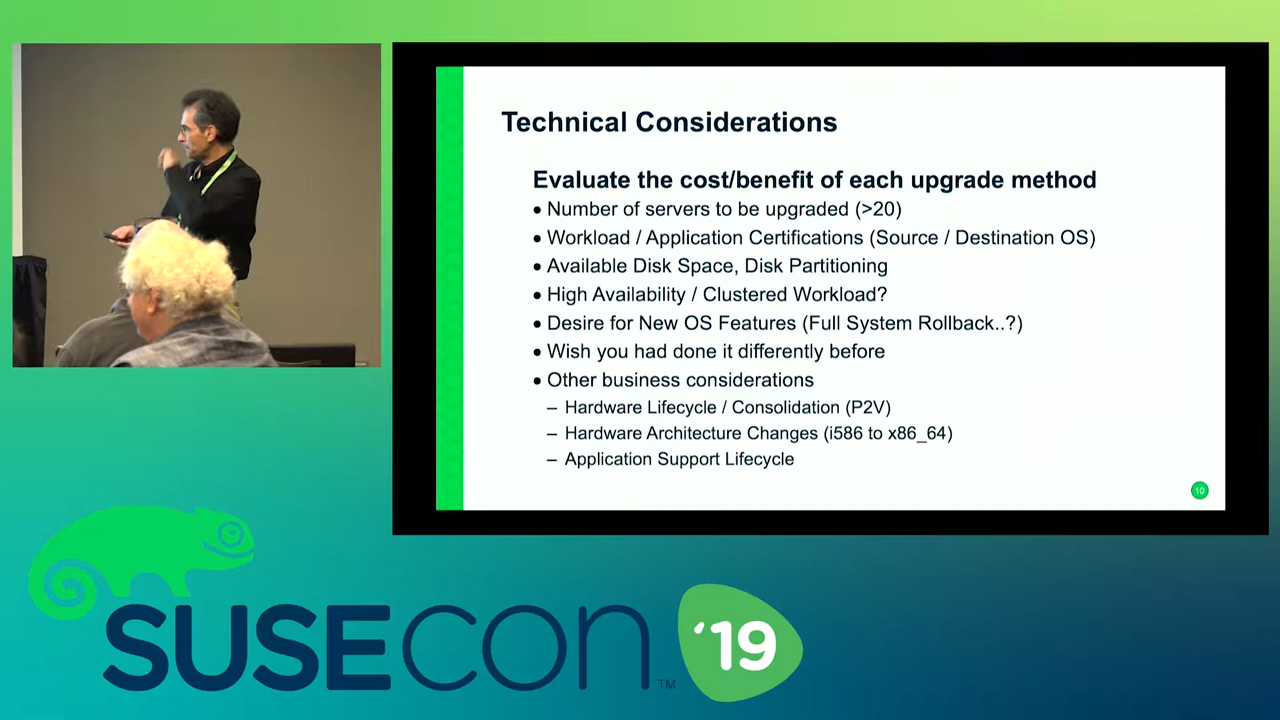 Technical Considerations
Evaluate the cost/benefit of each upgrade method
• Number of servers to be upgraded (>20)
• Workload / Application Certifications (Source / Destination OS)
• Available Disk Space, Disk Partitioning
• High Availability / Clustered Workload?
• Desire for New OS Features (Full System Rollback..?)
• Wish you had done it differently before
• Other business considerations
– Hardware Lifecycle / Consolidation (P2V)
– Hardware Architecture Changes (i586 to x86_64)
– Application Support Lifecycle
10
SUSECON TM '19